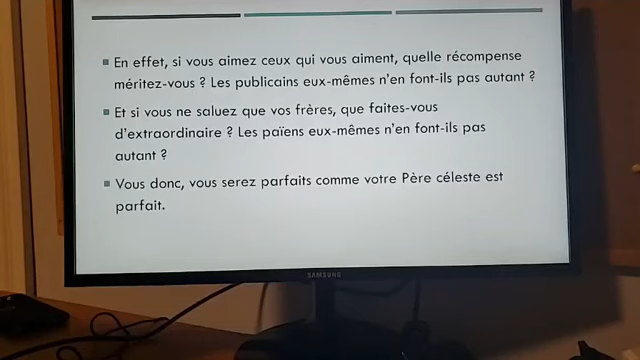 En effet, si vous aimez ceux qui vous aiment, quelle récompense
méritez-vous ? Les publicains eux-mêmes n'en font-ils pas autant ?
Et si vous ne saluez que vos frères, que faites-vous
d'extraordinaire ? Les païens eux-mêmes n'en font-ils pas
autant ?
Vous donc, vous serez parfaits comme votre Père céleste est
parfait.
SAMSUNG